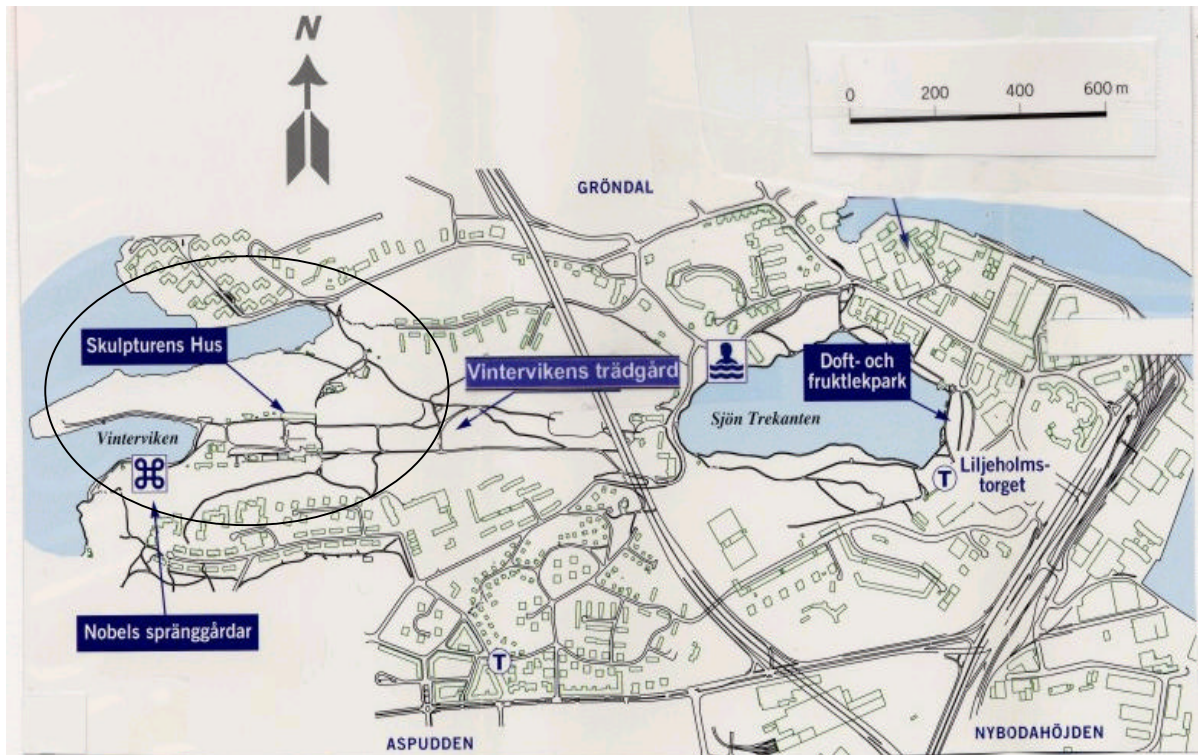 N
0 200 400 600 m
GRÖNDAL
Skulpturens Hus
Vintervikens trädgård
Doft- och
fruktlekpark
Vinterviken
Sjön Trekanten
T
Liljeholms-
torget
Nobels spränggårdar
T
ASPUDDEN
NYBODAHÖJDEN